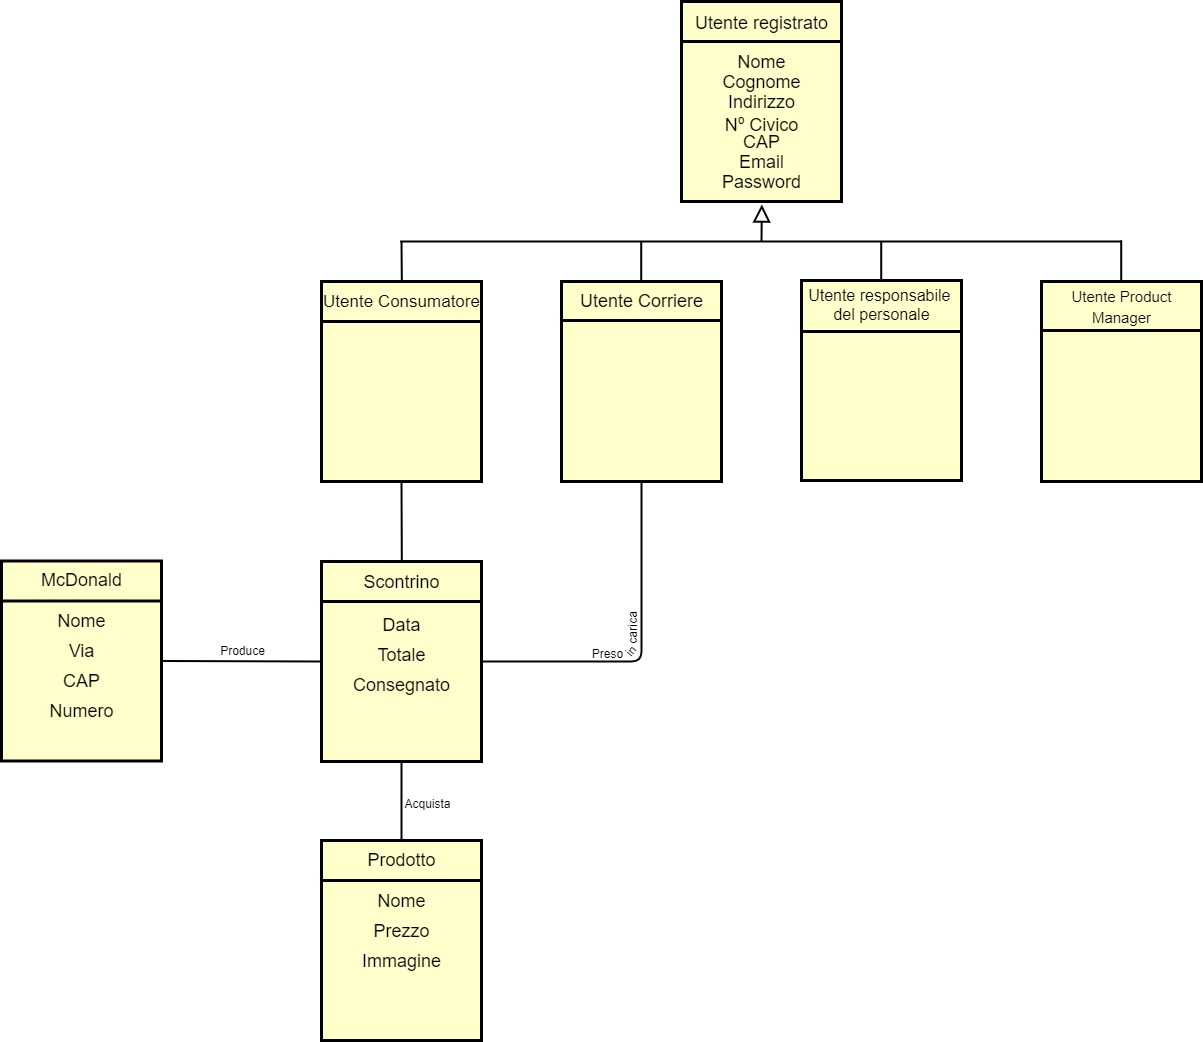 Utente registrato
Nome
Cognome
Indirizzo
Nº Civico
CAP
Email
Password
Utente Consumatore
Utente Corriere
Utente responsabile
del personale
Utente Product
Manager
McDonald
Nome
Via
CAP
Numero
Produce
Scontrino
Data
Totale
Consegnato
Preso in carica
Acquista
Prodotto
Nome
Prezzo
Immagine